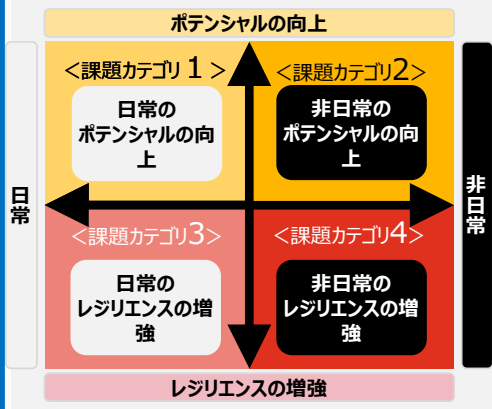 ポテンシャルの向上
＜課題カテゴリ１＞
日常の
ポテンシャルの向
上
＜課題カテゴリ2＞
非日常の
ポテンシャルの向
上
日常
非日常
＜課題カテゴリ3＞
日常の
レジリエンスの増
強
＜課題カテゴリ4＞
非日常の
レジリエンスの増
強
レジリエンスの増強